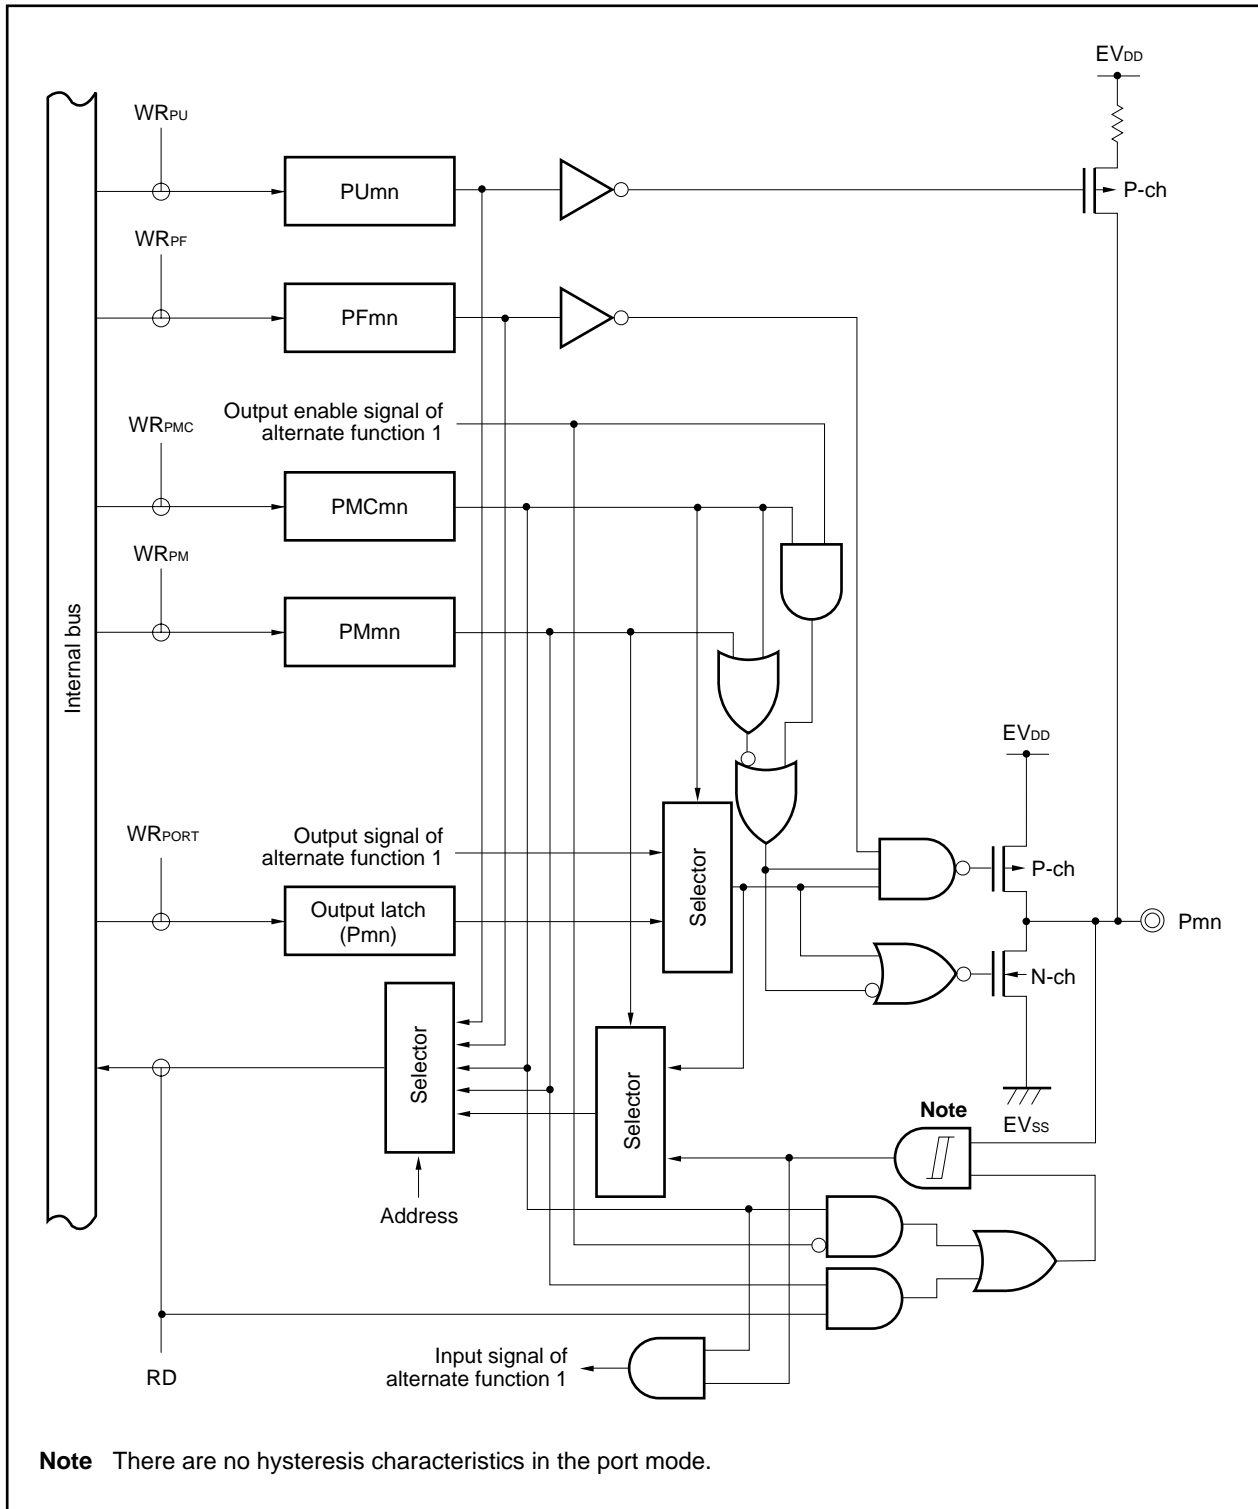 EVDD
WRPU
PUmn
P-ch
WRPF
PFmn
Output enable signal of
alternate function 1
WRPMC
PMCmn
WRPM
PMmn
Internal bus
EVDD
WRPORT
Output signal of
alternate function 1
Selector
P-ch
Output latch
(Pmn)
Pmn
N-ch
Selector
Selector
Note
EVSS
Address
Input signal of
alternate function 1
RD
Note There are no hysteresis characteristics in the port mode.